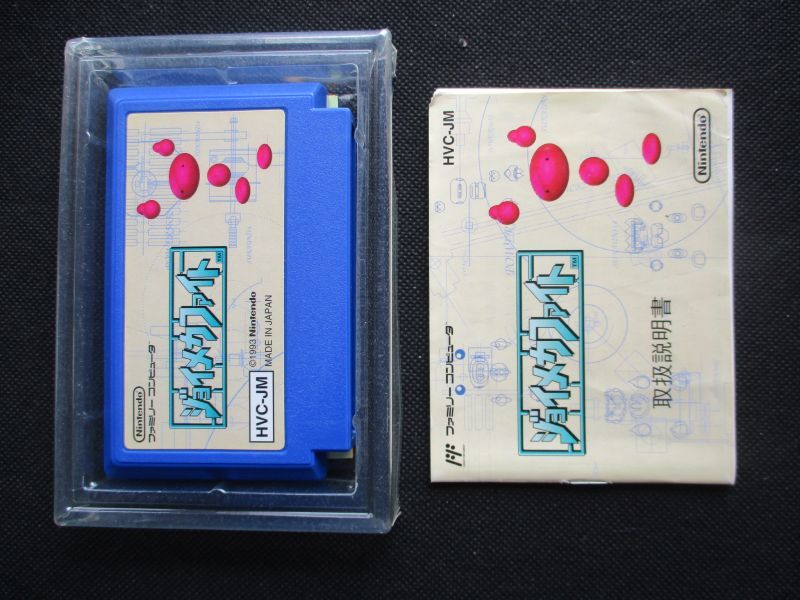 Nintendo
ファミリー コンピュータ
ジョイメカファイト
TM
©1993 Nintendo
MADE IN JAPAN
HVC-JM
HVC-JM
Nintendo
ファミリー コンピュータ
ジョイメカファイト
TM
取扱説明書